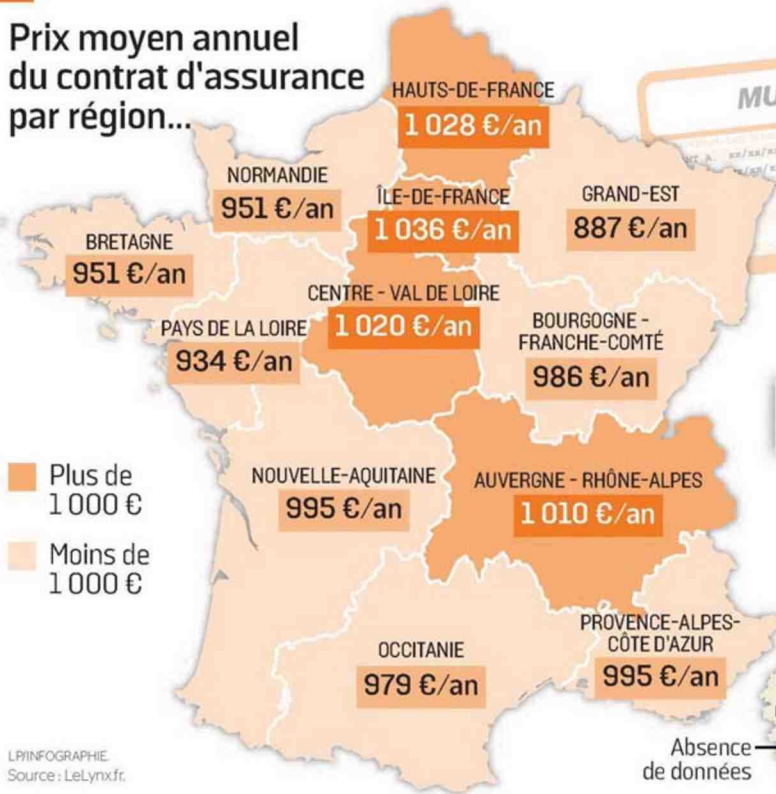 Prix moyen annuel
du contrat d'assurance
par région...
HAUTS-DE-FRANCE
1 028 €/an
MU
NORMANDIE
951 €/an
ÎLE-DE-FRANCE
1 036 €/an
GRAND-EST
887 €/an
BRETAGNE
951 €/an
CENTRE - VAL DE LOIRE
1 020 €/an
PAYS DE LA LOIRE
934 €/an
BOURGOGNE -
FRANCHE-COMTÉ
986 €/an
Plus de
1 000 €
Moins de
1 000 €
NOUVELLE-AQUITAINE
995 €/an
AUVERGNE - RHÔNE-ALPES
1 010 €/an
OCCITANIE
979 €/an
PROVENCE-ALPES-
CÔTE D'AZUR
995 €/an
LP/INFOGRAPHIE.
Source : LeLynx.fr.
Absence
de données